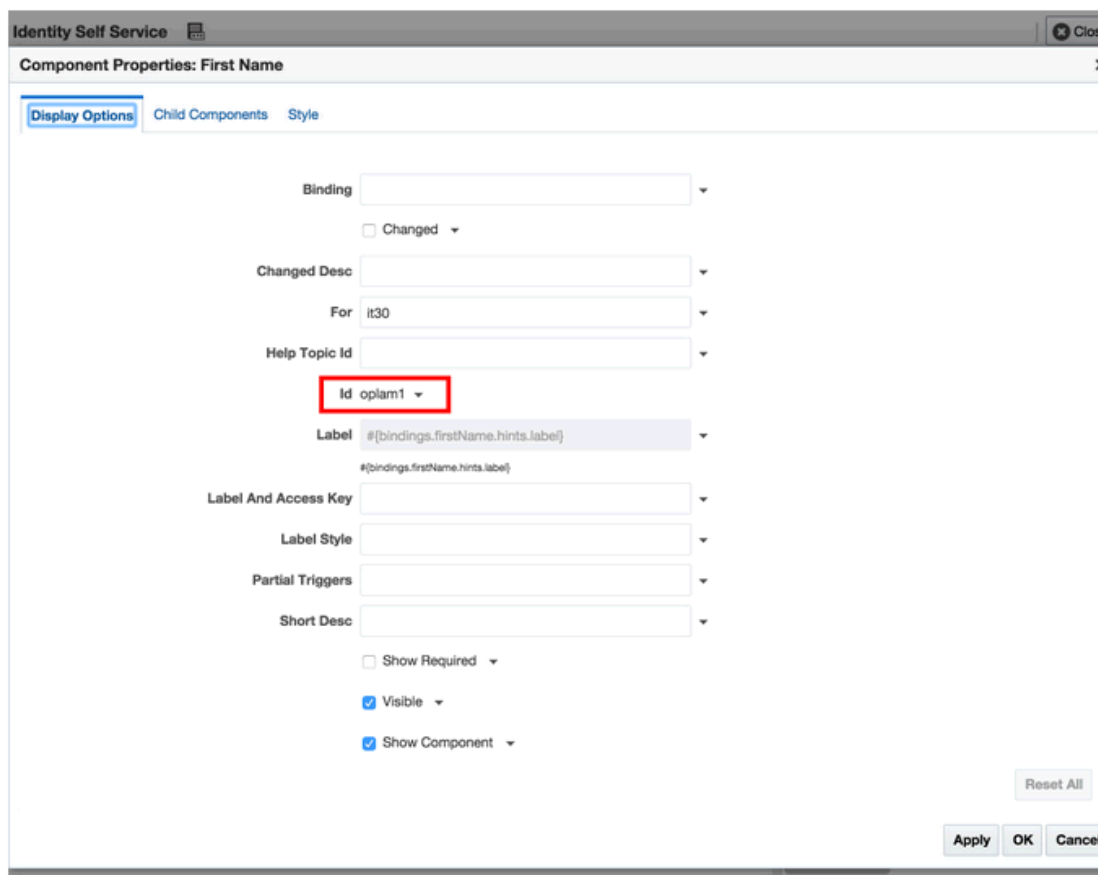 Identity Self Service
Component Properties: First Name
Display Options Child Components Style
Binding
Changed
Changed Desc
For it30
Help Topic Id
Id oplam1
Label #{bindings.firstName.hints.label}
#{bindings.firstName.hints.label}
Label And Access Key
Label Style
Partial Triggers
Short Desc
Show Required
Visible
Show Component
Reset All
Apply OK